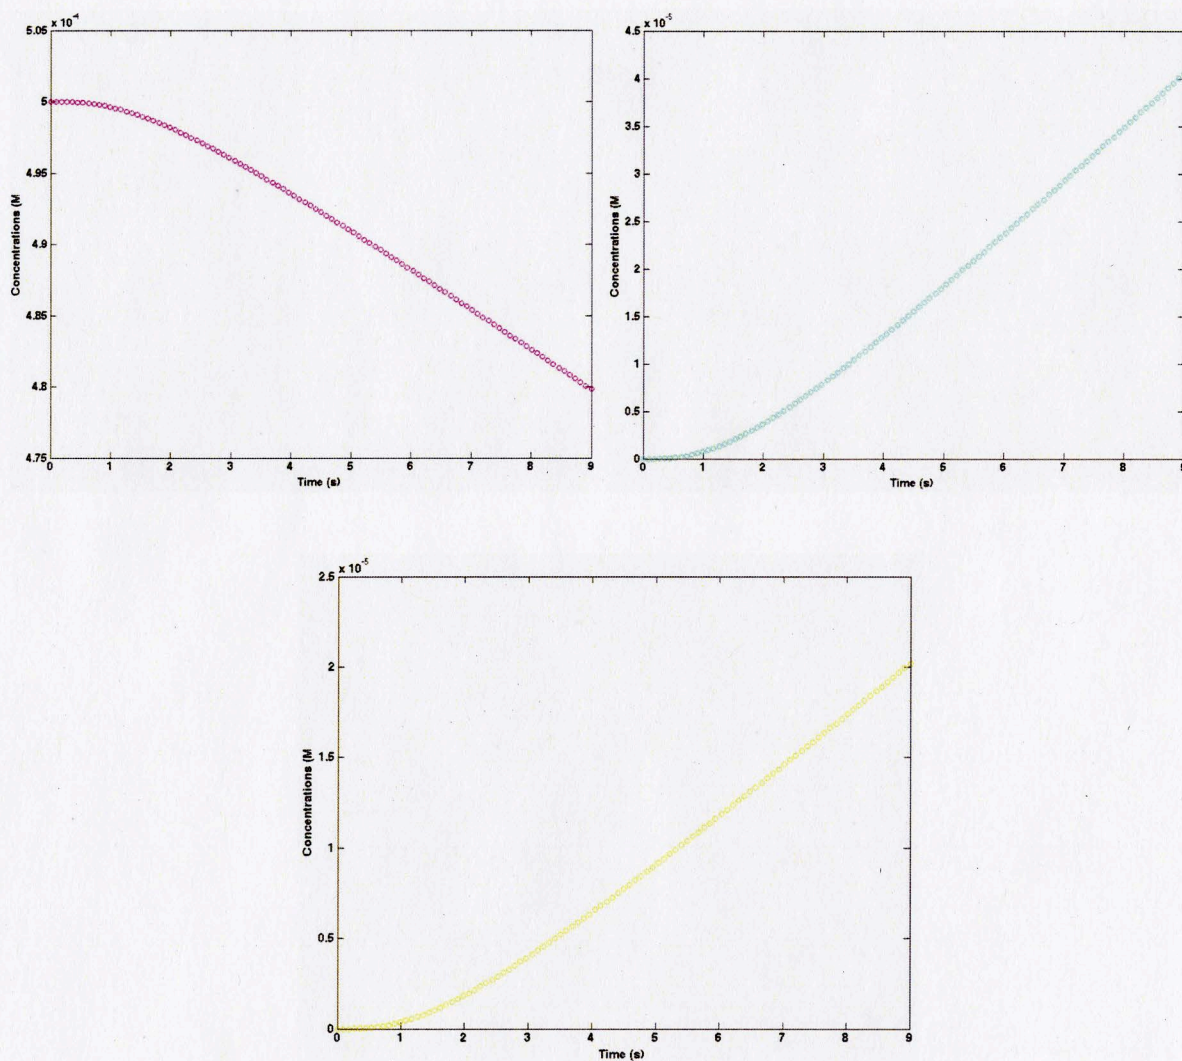 5.05 x 10⁻⁴
5
4.95
4.9
4.85
4.8
4.75
Concentrations (M
0 1 2 3 4 5 6 7 8 9
Time (s)
4.5 x 10⁻⁵
4
3.5
3
2.5
2
1.5
1
0.5
0
Concentrations (M
0 1 2 3 4 5 6 7 8 9
Time (s)
2.5 x 10⁻⁵
2
1.5
1
0.5
0
Concentrations (M
0 1 2 3 4 5 6 7 8 9
Time (s)